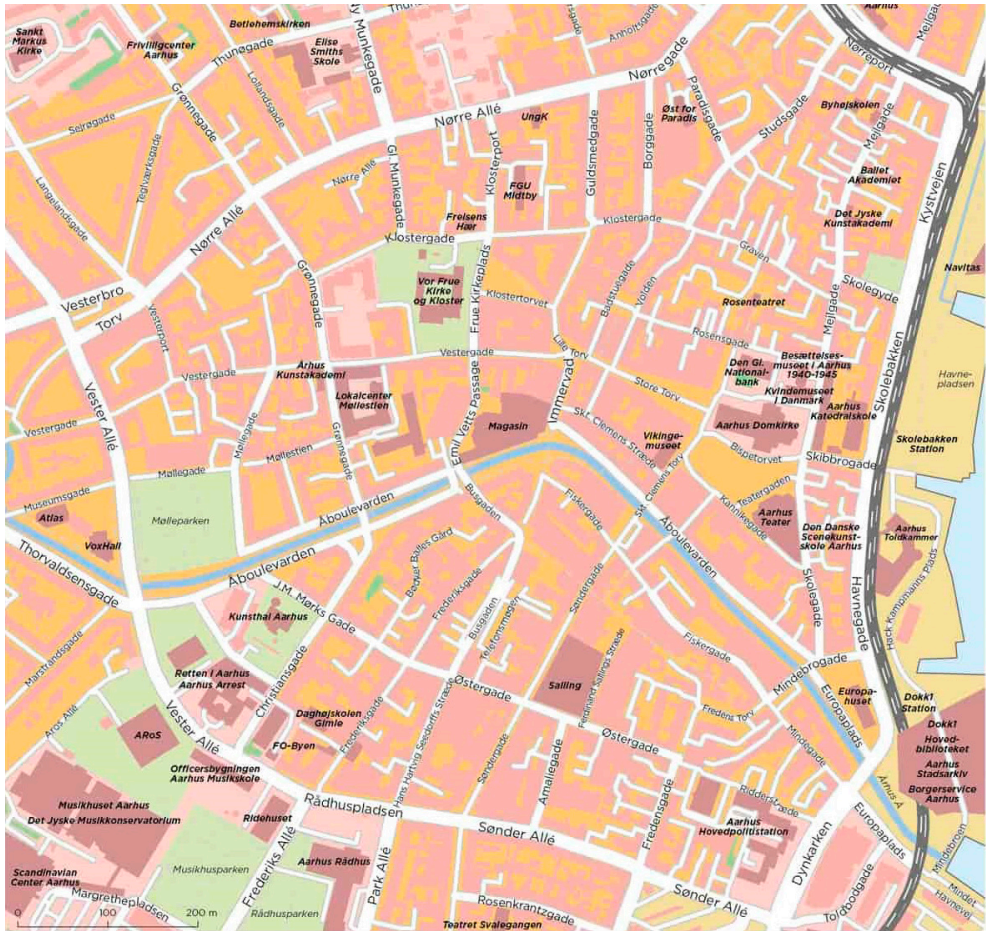 Sankt
Markus
Kirke
Betlehemskirken
Frivilligcenter
Aarhus
Thunøgade
Elise
Smiths
Skole
Munkegade
Anholtsgade
Nørregade
Aarhus
Mejlgade
Nørreport
Sejrøgade
Grønnegade
Lollandsgade
Nørre Allé
UngK
Øst for
Paradis
Paradisgade
Studsgade
Byhøjskolen
Mejlgade
Langelandsgade
Teglværksgade
Nørre Allé
Nørre Allé
Gl. Munkegade
Klosterport
FGU
Midtby
Guldsmedgade
Borggade
Ballet
Akademiet
Kystvejen
Frelsens
Hær
Klostergade
Klostergade
Det Jyske
Kunstakademi
Graven
Navitas
Vesterbro
Torv
Grønnegade
Vor Frue
Kirke
og Kloster
Frue Kirkeplads
Klostertorvet
Badstuegade
Volden
Rosenteatret
Mejlgade
Skolegyde
Vesterport
Vester Allé
Vestergade
Århus
Kunstakademi
Vestergade
Lille Torv
Rosensgade
Skolebakken
Havne-
pladsen
Lokalcenter
Møllestien
Emil Vetts Passage
Immervad
Store Torv
Den Gl.
National-
bank
Besættelses-
museet i Aarhus
1940-1945
Kvindemuseet
i Danmark
Vestergade
Møllegade
Møllestien
Grønnegade
Magasin
Skt. Clemens Stræde
Vikinge-
museet
Aarhus Domkirke
Aarhus
Katedralskole
Skolebakken
Station
Bispetorvet
Skibbrogade
Møllegade
Museumsgade
Mølleparken
Åboulevarden
Busgaden
Fiskergade
Skt. Clemens Torv
Teatergaden
Kannikegade
Atlas
VoxHall
Aarhus
Teater
Den Danske
Scenekunst-
skole Aarhus
Aarhus
Toldkammer
Thorvaldsensgade
Åboulevarden
Bedver Balles Gård
Frederiksgade
Søndergade
Åboulevarden
Skolegade
Havnegade
Hack Kampmanns Plads
J.M. Mørks Gade
Kunsthal Aarhus
Busgaden
Telefonsmøgen
Fiskergade
Marstrandsgade
Christiansgade
Retten i Aarhus
Aarhus Arrest
Østergade
Salling
Ferdinand Sallings Stræde
Mindebrogade
Europaplads
Europa-
huset
Aros Allé
ARoS
Vester Allé
Daghøjskolen
Gimle
FO-Byen
Frederiksgade
Hans Hartvig Seedorffs Stræde
Søndergade
Østergade
Frederiks Torv
Mindegade
Dokk1
Station
Dokk1
Hoved-
biblioteket
Aarhus
Stadsarkiv
Borgerservice
Aarhus
Officersbygningen
Aarhus Musikskole
Amaliegade
Ridderstræde
Århus Å
Musikhuset Aarhus
Det Jyske Musikkonservatorium
Ridehuset
Rådhuspladsen
Sønder Allé
Fredensgade
Aarhus
Hovedpolitistation
Europaplads
Mindebroen
Musikhusparken
Frederiks Allé
Aarhus Rådhus
Park Allé
Dynkarken
Scandinavian
Center Aarhus
Margrethepladsen
Rådhusparken
Rosenkrantzgade
Sønder Allé
Toldbodgade
Mindet
Havnevej
Teatret Svalegangen
0 100 200 m